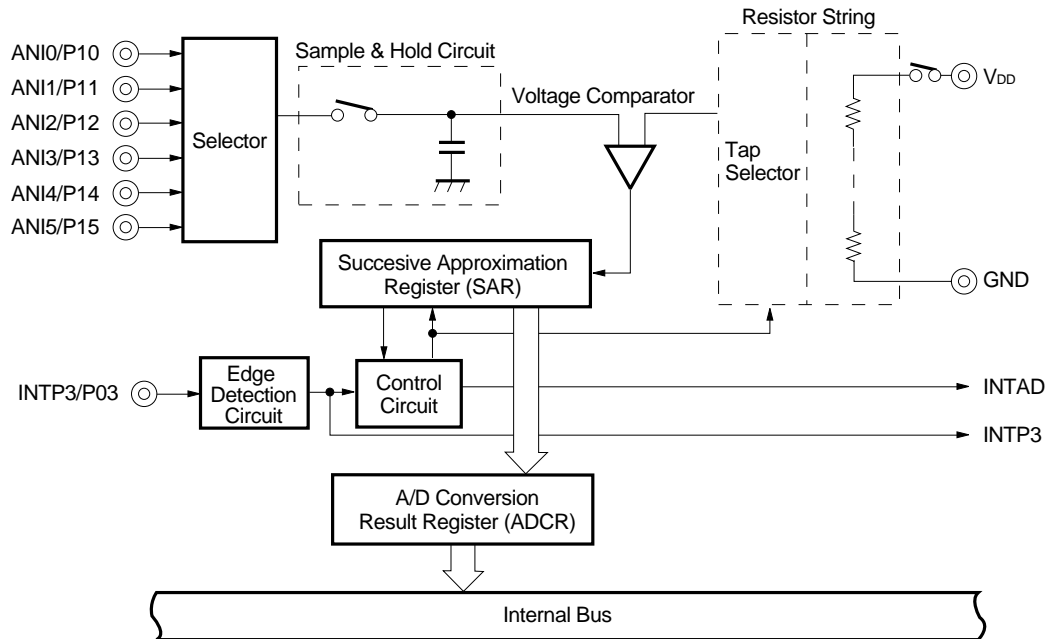 Resistor String
ANI0/P10
ANI1/P11
ANI2/P12
ANI3/P13
ANI4/P14
ANI5/P15
Selector
Sample & Hold Circuit
Voltage Comparator
Tap
Selector
VDD
GND
Succesive Approximation
Register (SAR)
INTP3/P03
Edge
Detection
Circuit
Control
Circuit
INTAD
INTP3
A/D Conversion
Result Register (ADCR)
Internal Bus